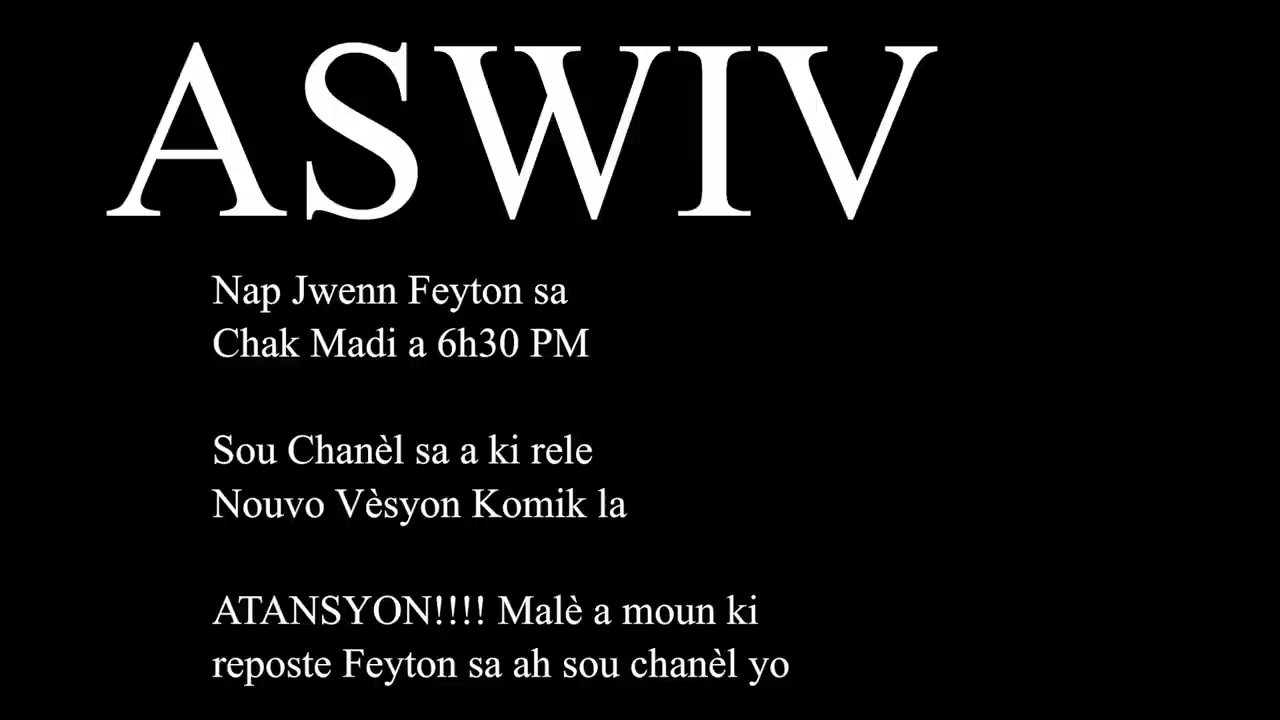 ASWIV
Nap Jwenn Feyton sa
Chak Madi a 6h30 PM
Sou Chanèl sa a ki rele
Nouvo Vèsyon Komik la
ATANSYON!!!! Malè a moun ki
reposte Feyton sa ah sou chanèl yo